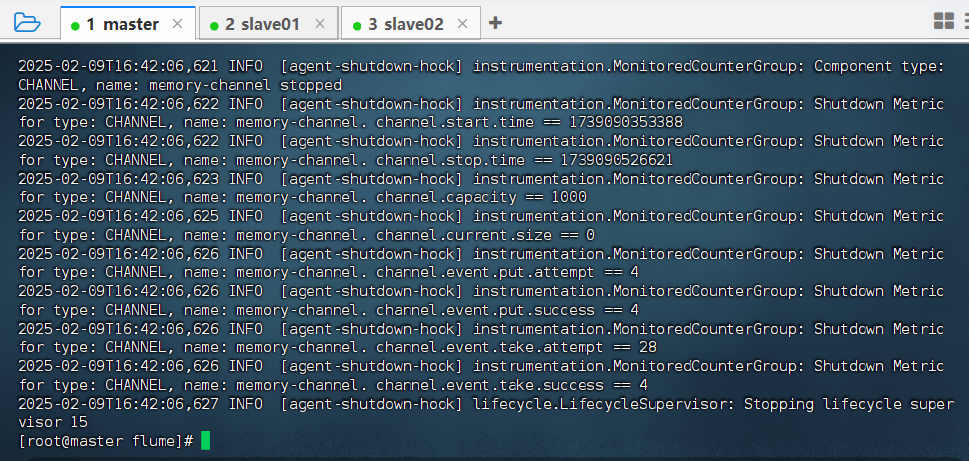 1 master × 2 slave01 × 3 slave02 × +
2025-02-09T16:42:06,621 INFO  [agent-shutdown-hook] instrumentation.MonitoredCounterGroup: Component type:
CHANNEL, name: memory-channel stopped
2025-02-09T16:42:06,622 INFO  [agent-shutdown-hook] instrumentation.MonitoredCounterGroup: Shutdown Metric
for type: CHANNEL, name: memory-channel. channel.start.time == 1739090353388
2025-02-09T16:42:06,622 INFO  [agent-shutdown-hook] instrumentation.MonitoredCounterGroup: Shutdown Metric
for type: CHANNEL, name: memory-channel. channel.stop.time == 1739090526621
2025-02-09T16:42:06,623 INFO  [agent-shutdown-hook] instrumentation.MonitoredCounterGroup: Shutdown Metric
for type: CHANNEL, name: memory-channel. channel.capacity == 1000
2025-02-09T16:42:06,625 INFO  [agent-shutdown-hook] instrumentation.MonitoredCounterGroup: Shutdown Metric
for type: CHANNEL, name: memory-channel. channel.current.size == 0
2025-02-09T16:42:06,626 INFO  [agent-shutdown-hook] instrumentation.MonitoredCounterGroup: Shutdown Metric
for type: CHANNEL, name: memory-channel. channel.event.put.attempt == 4
2025-02-09T16:42:06,626 INFO  [agent-shutdown-hook] instrumentation.MonitoredCounterGroup: Shutdown Metric
for type: CHANNEL, name: memory-channel. channel.event.put.success == 4
2025-02-09T16:42:06,626 INFO  [agent-shutdown-hook] instrumentation.MonitoredCounterGroup: Shutdown Metric
for type: CHANNEL, name: memory-channel. channel.event.take.attempt == 28
2025-02-09T16:42:06,626 INFO  [agent-shutdown-hook] instrumentation.MonitoredCounterGroup: Shutdown Metric
for type: CHANNEL, name: memory-channel. channel.event.take.success == 4
2025-02-09T16:42:06,627 INFO  [agent-shutdown-hook] lifecycle.LifecycleSupervisor: Stopping lifecycle super
visor 15
[root@master flume]#